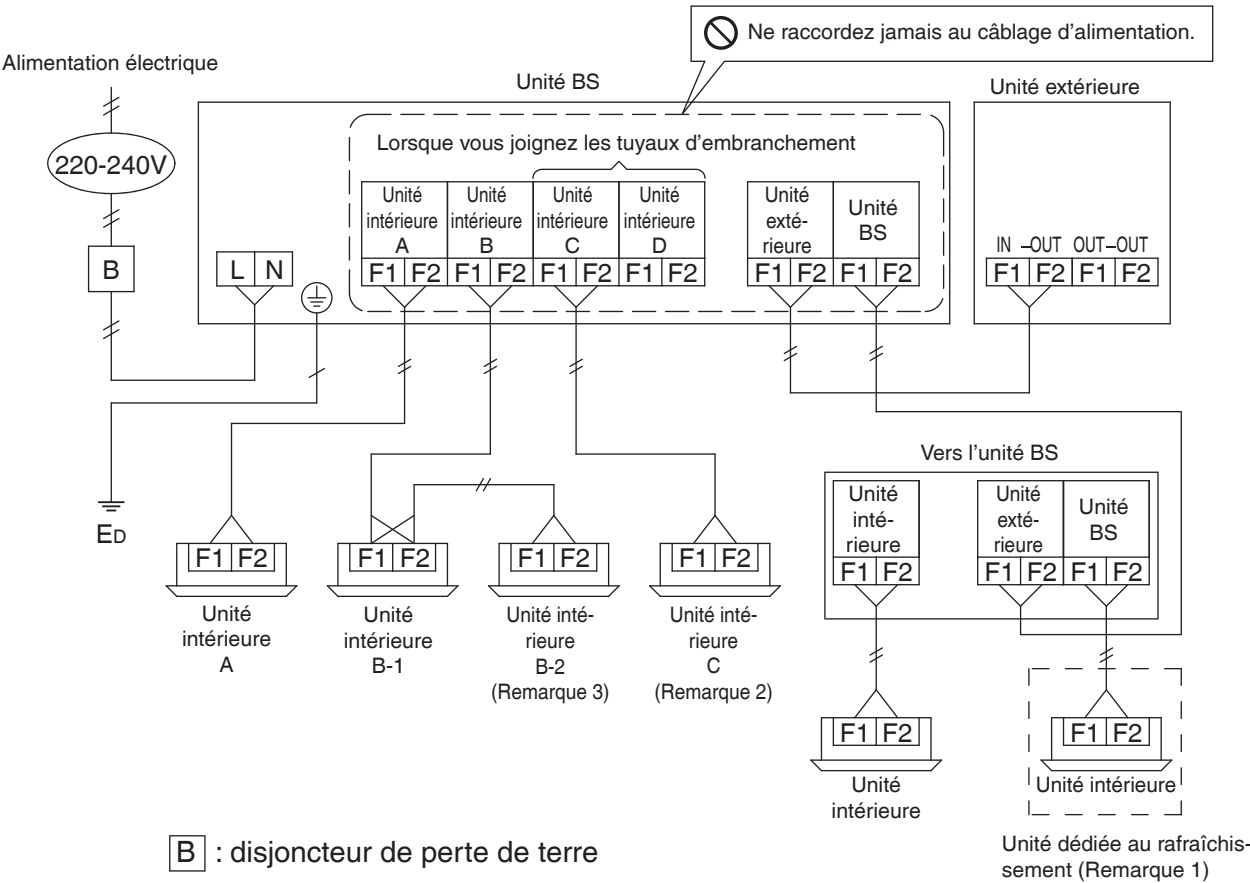 Ne raccordez jamais au câblage d'alimentation.
Alimentation électrique
Unité BS
Unité extérieure
220-240V
Lorsque vous joignez les tuyaux d'embranchement
Unité
intérieure
A
Unité
intérieure
B
Unité
intérieure
C
Unité
intérieure
D
Unité
exté-
rieure
Unité
BS
IN –OUT OUT–OUT
B
L N
F1 F2 F1 F2 F1 F2 F1 F2
F1 F2 F1 F2
F1 F2 F1 F2
Vers l'unité BS
Unité
inté-
rieure
Unité
exté-
rieure
Unité
BS
F1 F2
F1 F2 F1 F2
ED
F1 F2
F1 F2
F1 F2
F1 F2
Unité
intérieure
A
Unité
intérieure
B-1
Unité inté-
rieure
B-2
(Remarque 3)
Unité inté-
rieure
C
(Remarque 2)
F1 F2
F1 F2
Unité
intérieure
Unité intérieure
Unité dédiée au rafraîchis-
sement (Remarque 1)
B : disjoncteur de perte de terre